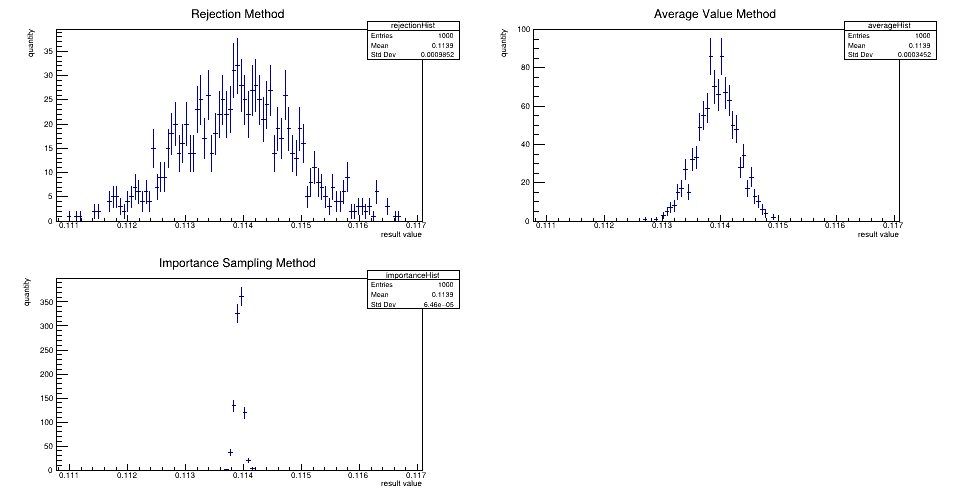 Rejection Method
quantity
rejectionHist
Entries 1000
Mean 0.1139
Std Dev 0.0009852
35
30
25
20
15
10
5
0
0.111 0.112 0.113 0.114 0.115 0.116 0.117
result value
Average Value Method
quantity
averageHist
Entries 1000
Mean 0.1139
Std Dev 0.0003452
100
80
60
40
20
0
0.111 0.112 0.113 0.114 0.115 0.116 0.117
result value
Importance Sampling Method
quantity
importanceHist
Entries 1000
Mean 0.1139
Std Dev 6.46e-05
350
300
250
200
150
100
50
0
0.111 0.112 0.113 0.114 0.115 0.116 0.117
result value